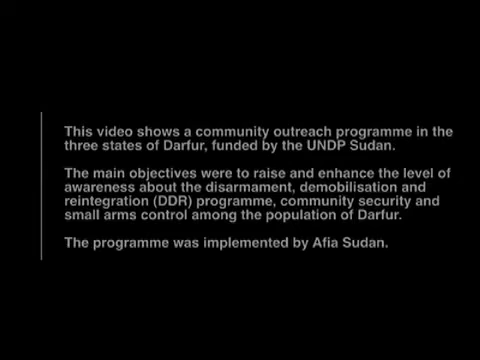 This video shows a community outreach programme in the
three states of Darfur, funded by the UNDP Sudan.
The main objectives were to raise and enhance the level of
awareness about the disarmament, demobilisation and
reintegration (DDR) programme, community security and
small arms control among the population of Darfur.
The programme was implemented by Afia Sudan.